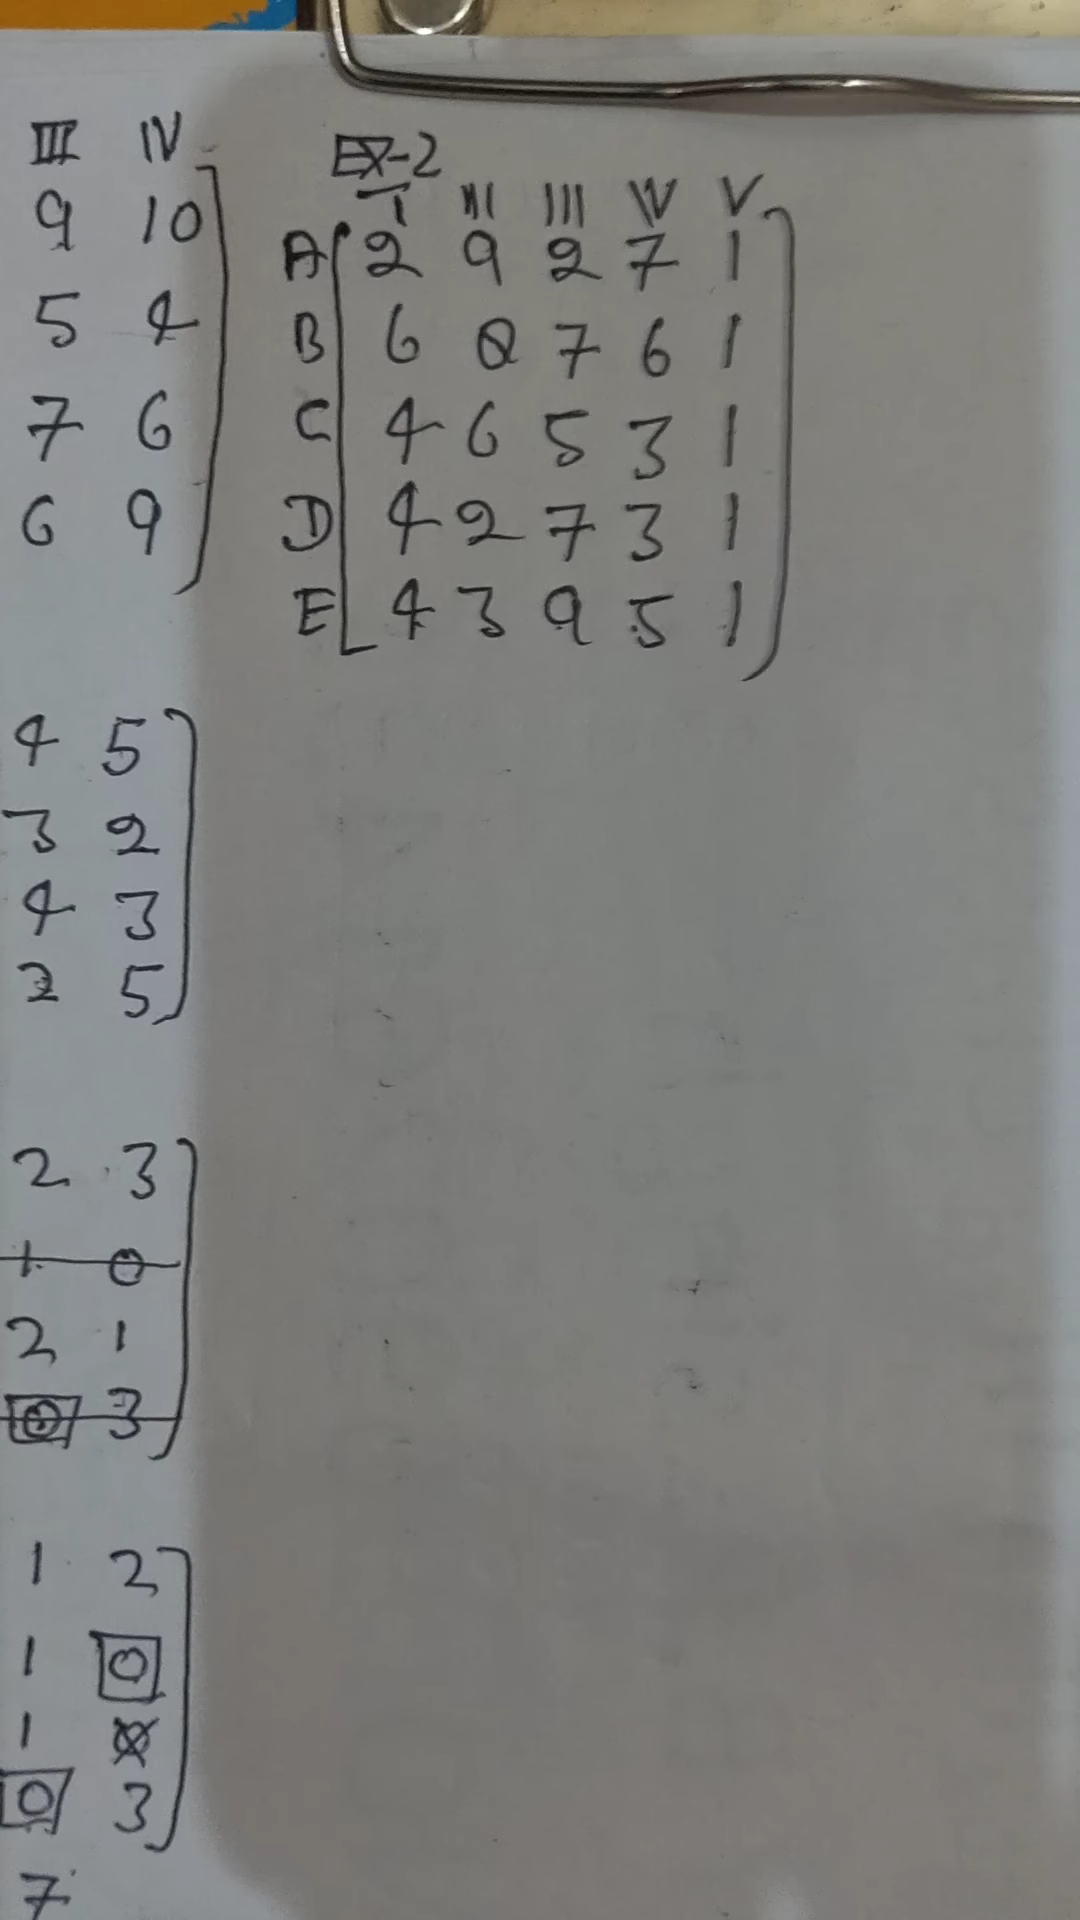 III IV
9 10
5 4
7 6
6 9
4 5
3 2
4 3
2 5
2 3
1 0
2 1
0 3
1 2
1 0
1 0
0 3
7
EX-2
I II III IV V
A 2 9 2 7 1
B 6 8 7 6 1
C 4 6 5 3 1
D 4 2 7 3 1
E 4 3 9 5 1